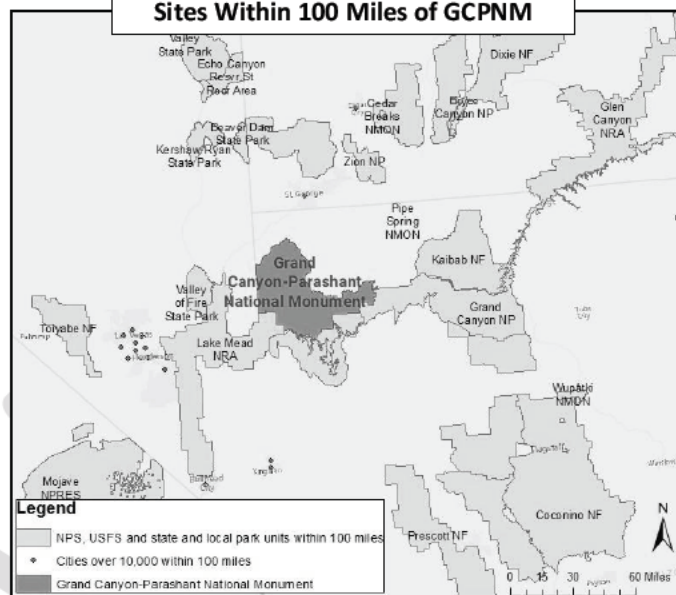 Sites Within 100 Miles of GCPNM
Valley
State Park
Echo Canyon
Resvr St
Recr Area
Dixie NF
Cedar
Breaks
NMON
Bryce
Canyon NP
Glen
Canyon
NRA
Beaver Dam
State Park
Kershaw Ryan
State Park
Zion NP
St. George
Pipe
Spring
NMON
Kaibab NF
Grand
Canyon-Parashant
National Monument
Valley
of Fire
State Park
Grand
Canyon NP
Toiyabe NF
Lake Mead
NRA
Wupatki
NMON
Mojave
NPRES
Coconino NF
Prescott NF
N
Legend
NPS, USFS and state and local park units within 100 miles
Cities over 10,000 within 100 miles
Grand Canyon-Parashant National Monument
0 15 30 60 Miles